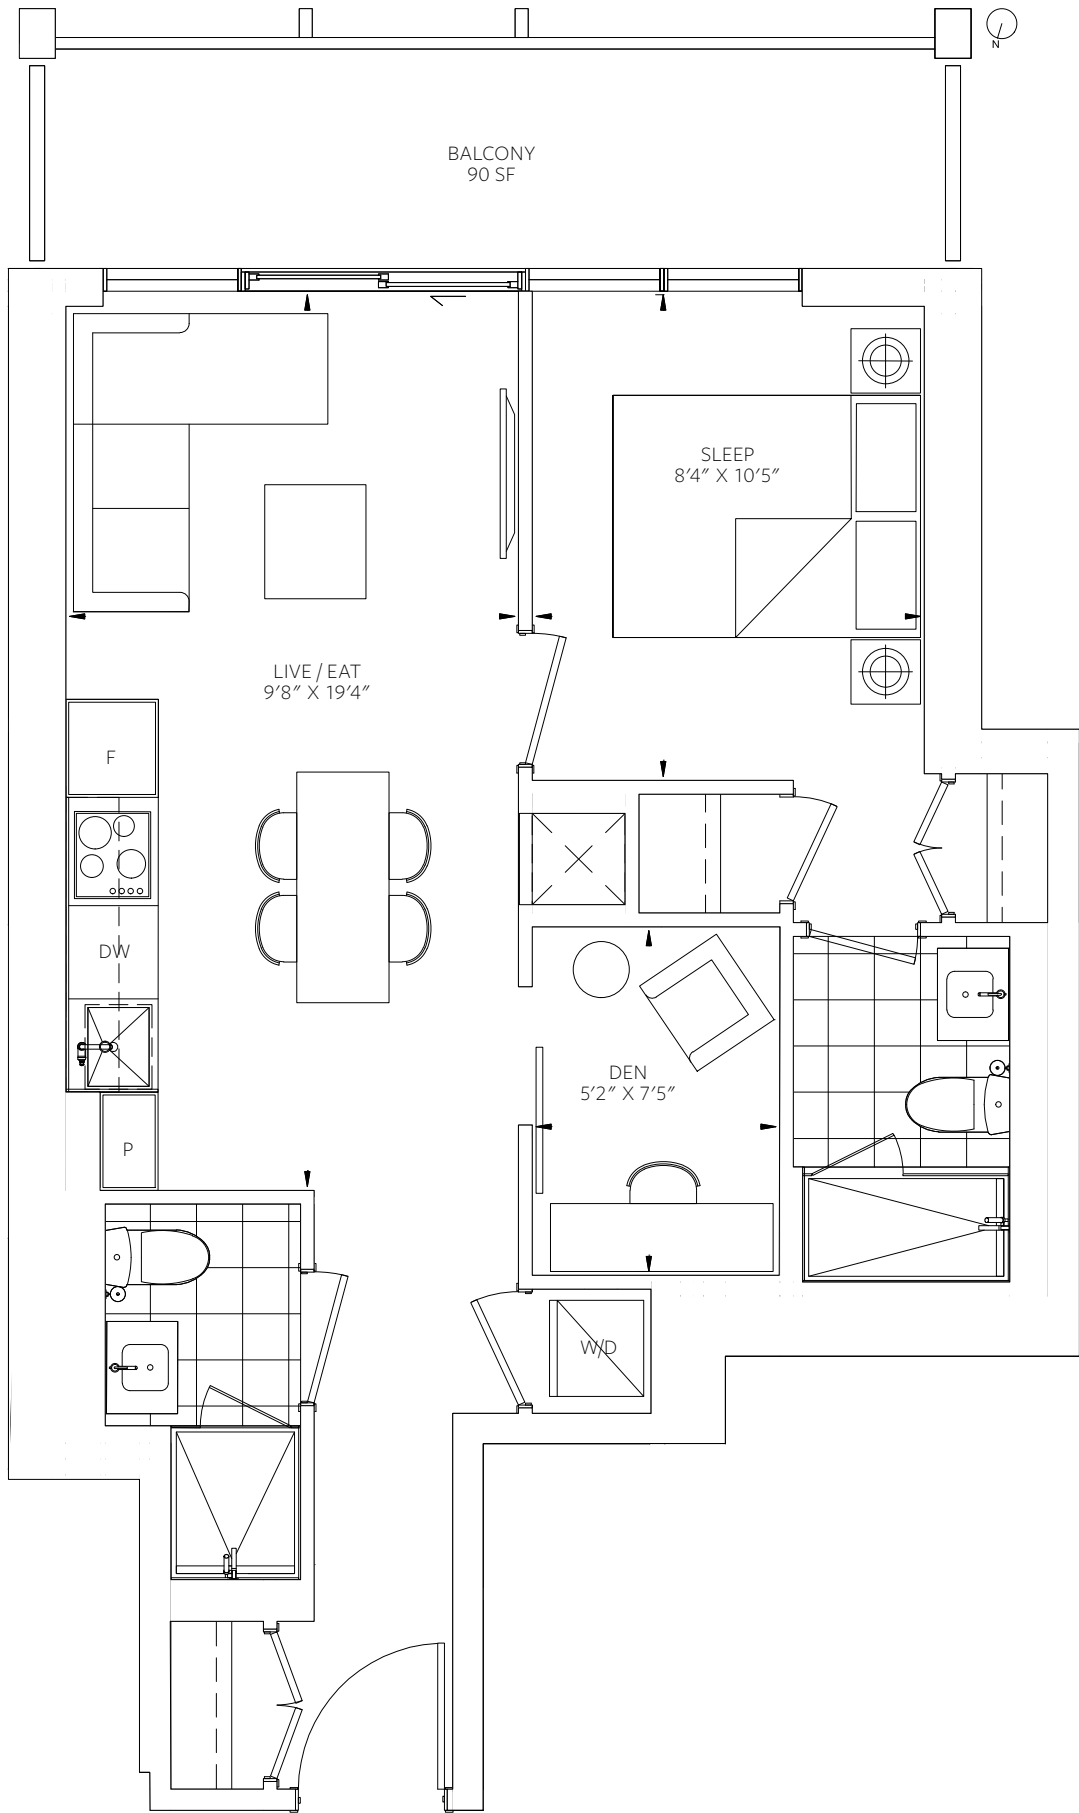 N
BALCONY
90 SF
SLEEP
8'4" X 10'5"
LIVE / EAT
9'8" X 19'4"
F
DW
DEN
5'2" X 7'5"
P
W/D